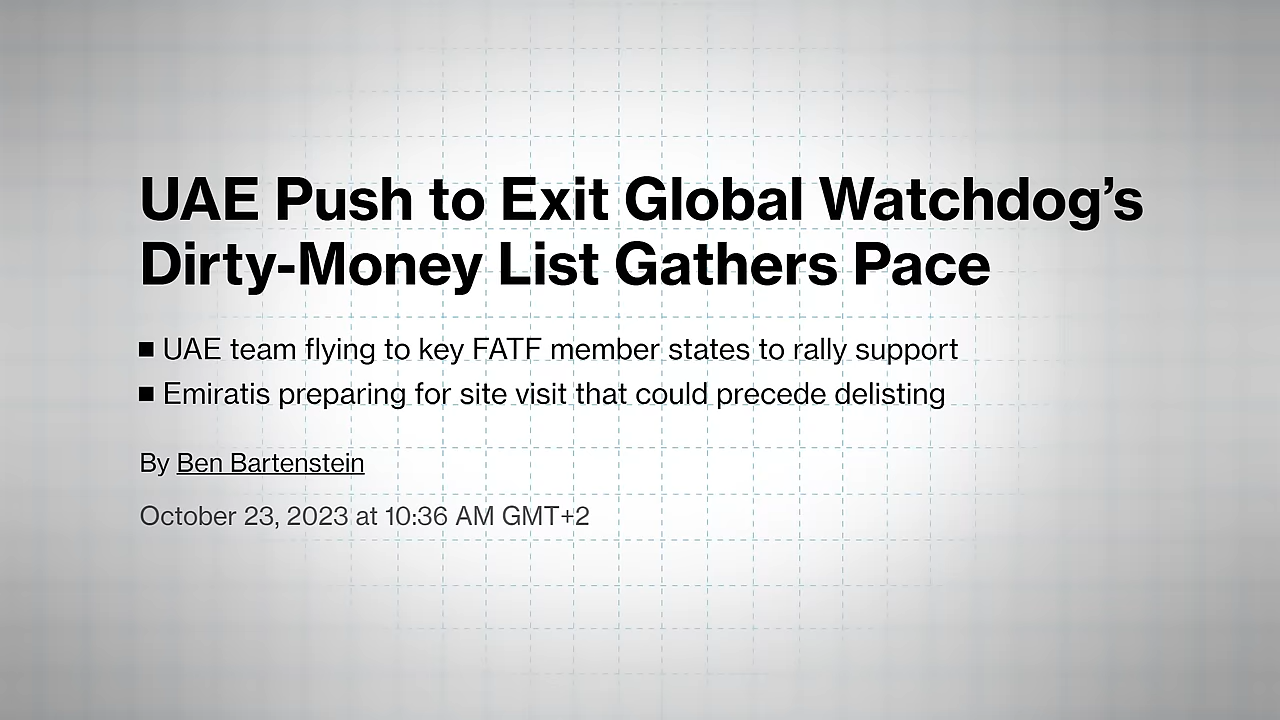 UAE Push to Exit Global Watchdog’s
Dirty-Money List Gathers Pace
■ UAE team flying to key FATF member states to rally support
■ Emiratis preparing for site visit that could precede delisting
By Ben Bartenstein
October 23, 2023 at 10:36 AM GMT+2